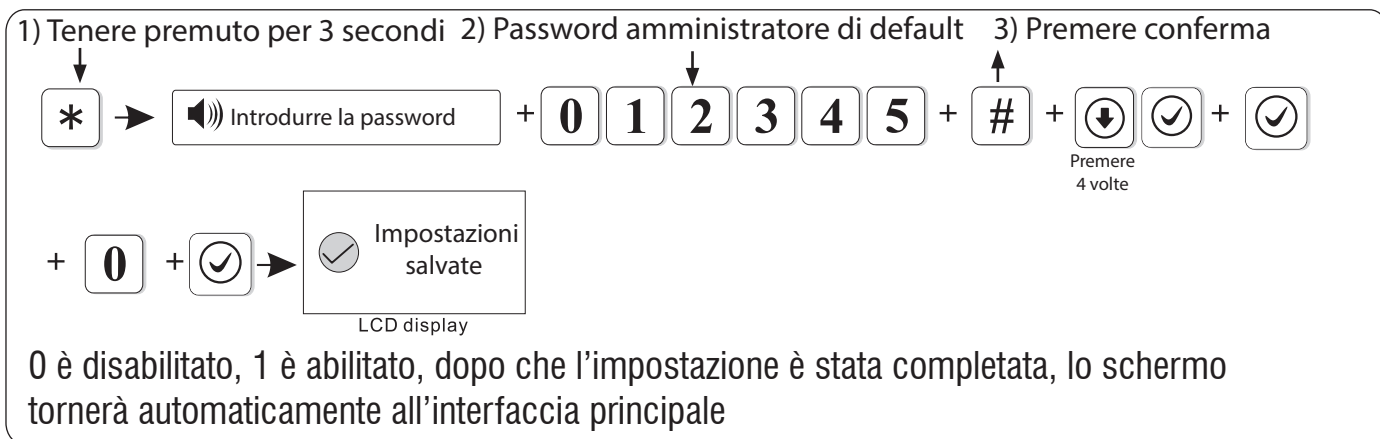 1) Tenere premuto per 3 secondi 2) Password amministratore di default 3) Premere conferma
* Introdurre la password + 0 1 2 3 4 5 + # + +
Premere
4 volte
+ 0 + Impostazioni
salvate
LCD display
0 è disabilitato, 1 è abilitato, dopo che l’impostazione è stata completata, lo schermo
tornerà automaticamente all’interfaccia principale